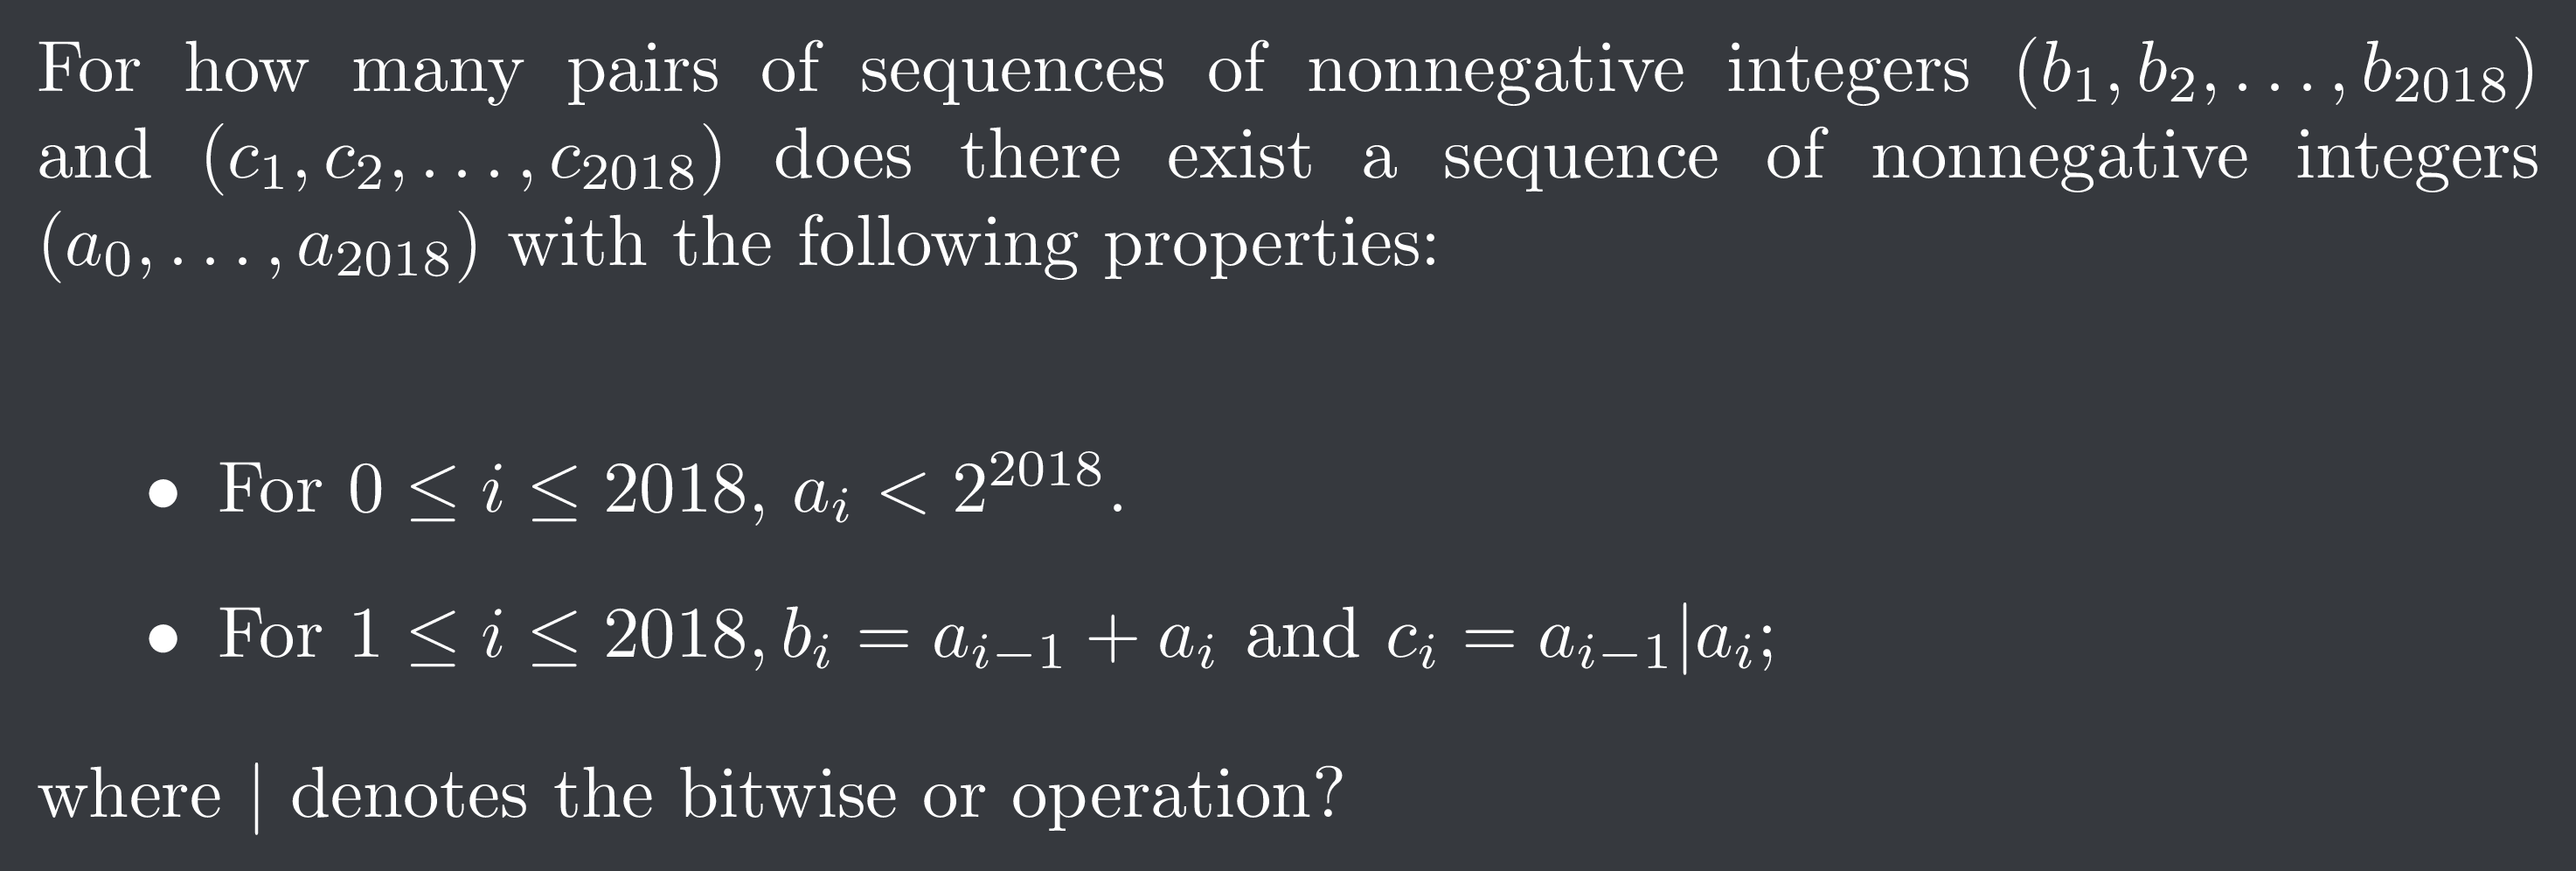 For how many pairs of sequences of nonnegative integers $(b_1, b_2, \ldots, b_{2018})$
and $(c_1, c_2, \ldots, c_{2018})$ does there exist a sequence of nonnegative integers
$(a_0, \ldots, a_{2018})$ with the following properties:
• For $0 \leq i \leq 2018$, $a_i < 2^{2018}$.
• For $1 \leq i \leq 2018, b_i = a_{i-1} + a_i$ and $c_i = a_{i-1} | a_i$;
where $|$ denotes the bitwise or operation?